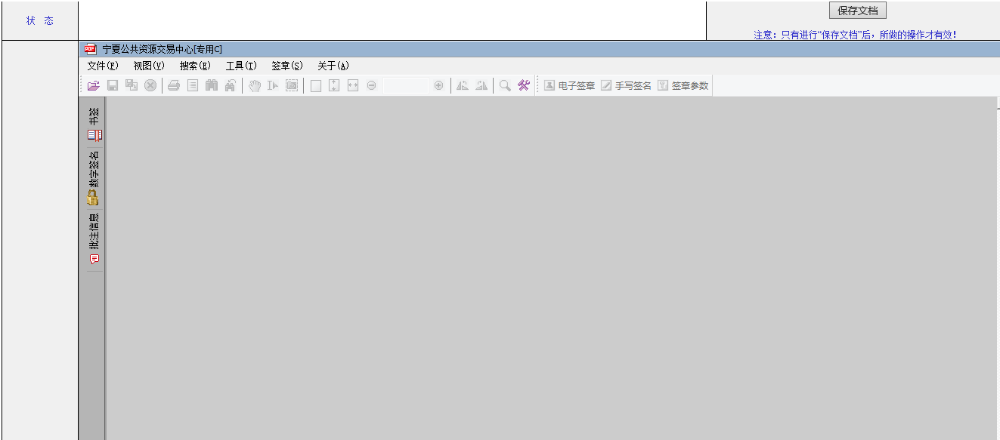 状 态
保存文档
注意：只有进行“保存文档”后，所做的操作才有效！
PDF 宁夏公共资源交易中心[专用C]
文件(F) 视图(V) 搜索(E) 工具(T) 签章(S) 关于(A)
电子签章 手写签名 签章参数
书签
数字签名
批注信息